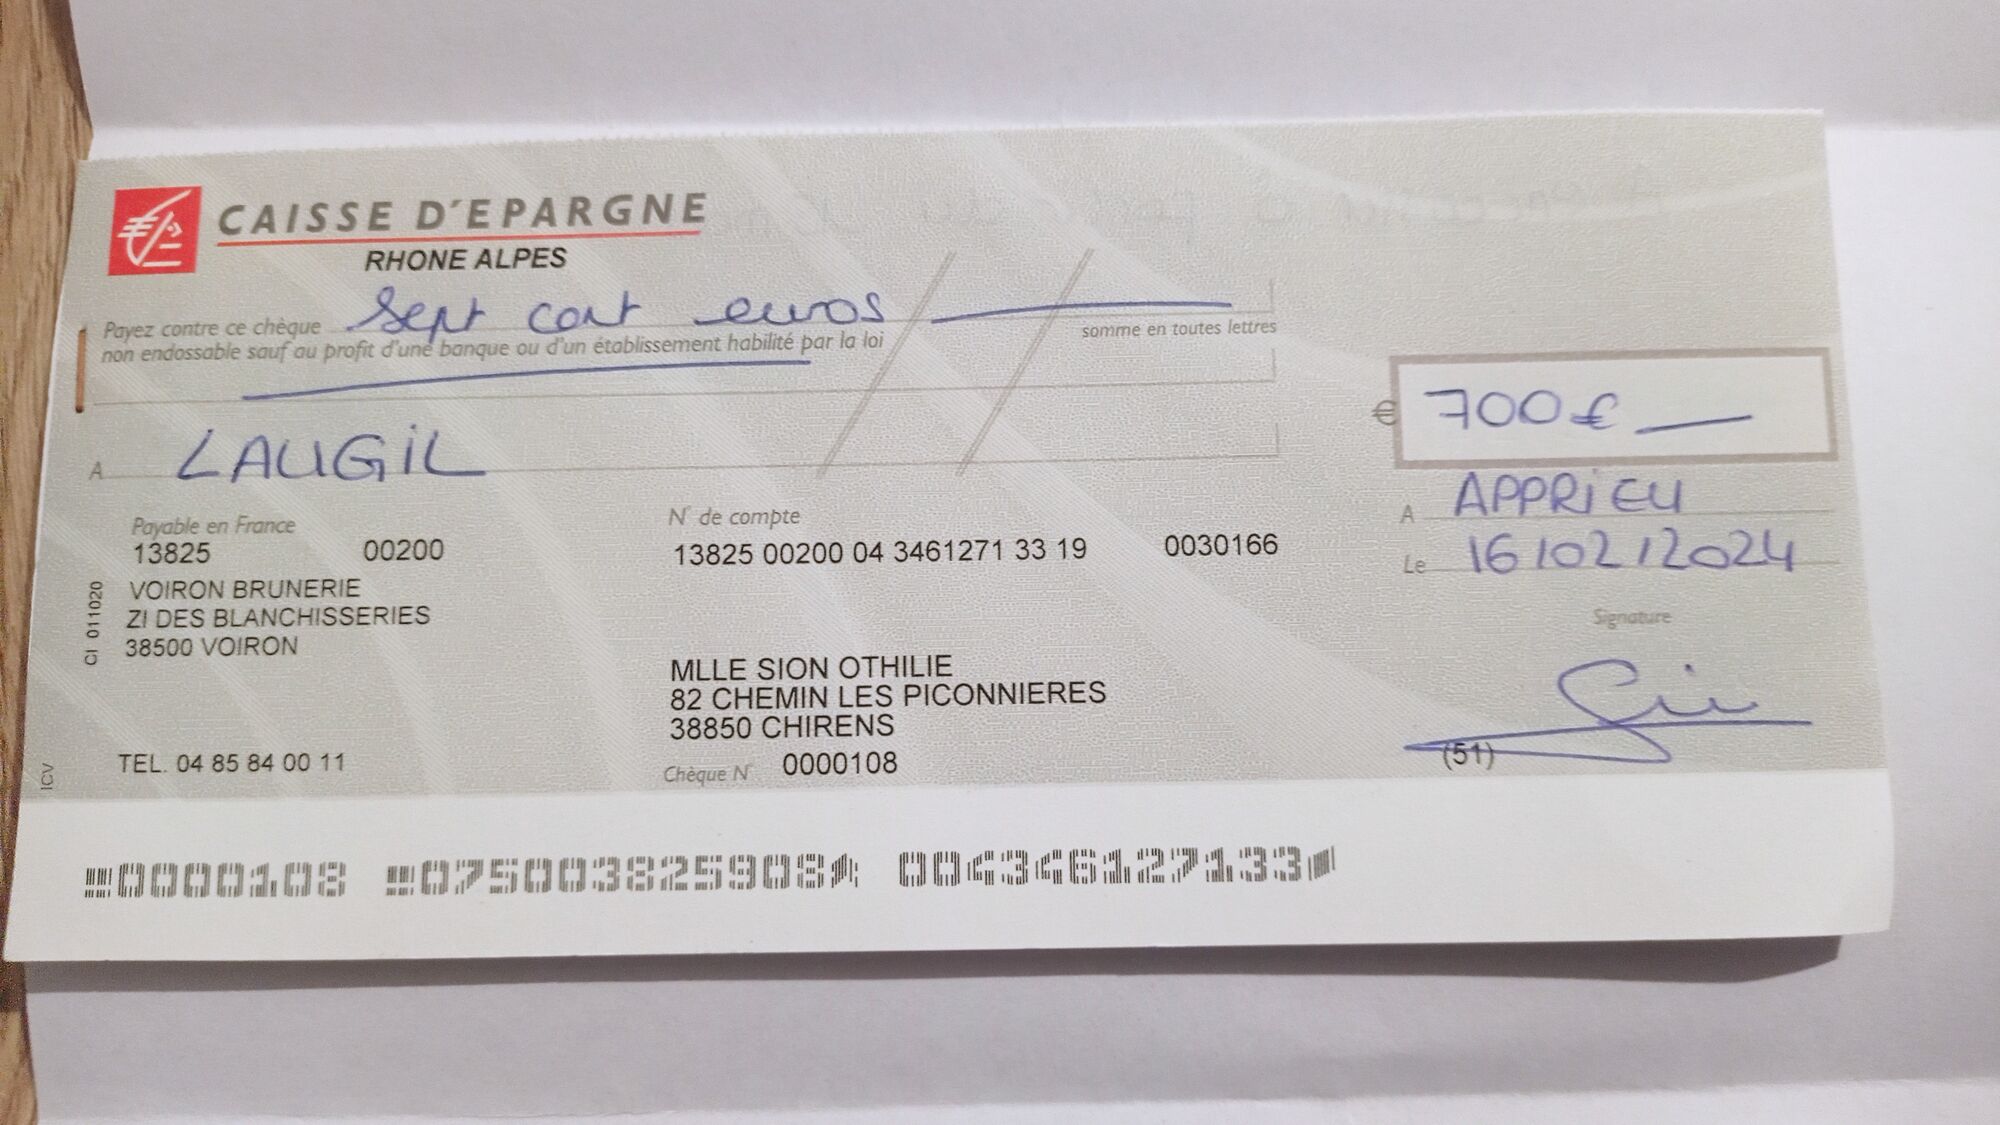 CAISSE D'EPARGNE
RHONE ALPES
Payez contre ce chèque sept cent euros
non endossable sauf au profit d'une banque ou d'un établissement habilité par la loi
somme en toutes lettres
€ 700€
A LAUGIL
A APPRIEU
Le 16/02/2024
Payable en France
13825 00200
N° de compte
13825 00200 04 3461271 33 19 0030166
VOIRON BRUNERIE
ZI DES BLANCHISSERIES
38500 VOIRON
CI 011020
Signature
MLLE SION OTHILIE
82 CHEMIN LES PICONNIERES
38850 CHIRENS
TEL. 04 85 84 00 11
Chèque N° 0000108
(51)
ICV
0000108 075003825908 004346127133